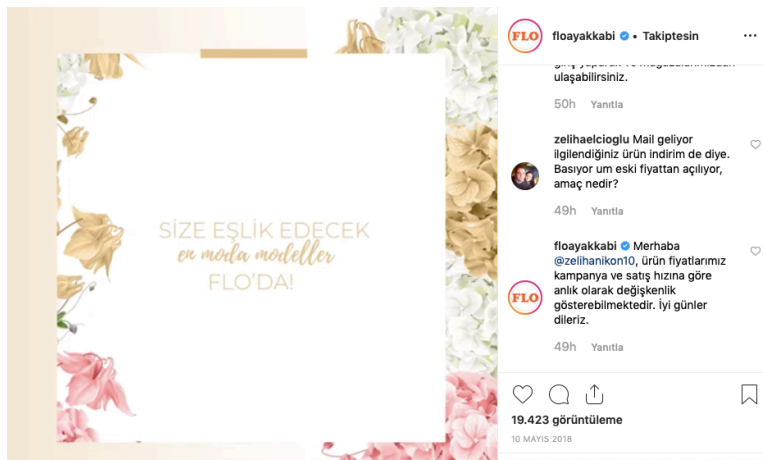 SİZE EŞLİK EDECEK
en moda modeller
FLO'DA!
FLO
floayakkabi • Takiptesin
ulaşabilirsiniz.
50h Yanıtla
zelihaelcioglu Mail geliyor
ilgilendiğiniz ürün indirim de diye.
Basıyor um eski fiyattan açılıyor,
amaç nedir?
49h Yanıtla
floayakkabi Merhaba
@zelihanikon10, ürün fiyatlarımız
kampanya ve satış hızına göre
anlık olarak değişkenlik
gösterebilmektedir. İyi günler
dileriz.
FLO
49h Yanıtla
19.423 görüntüleme
10 MAYIS 2018